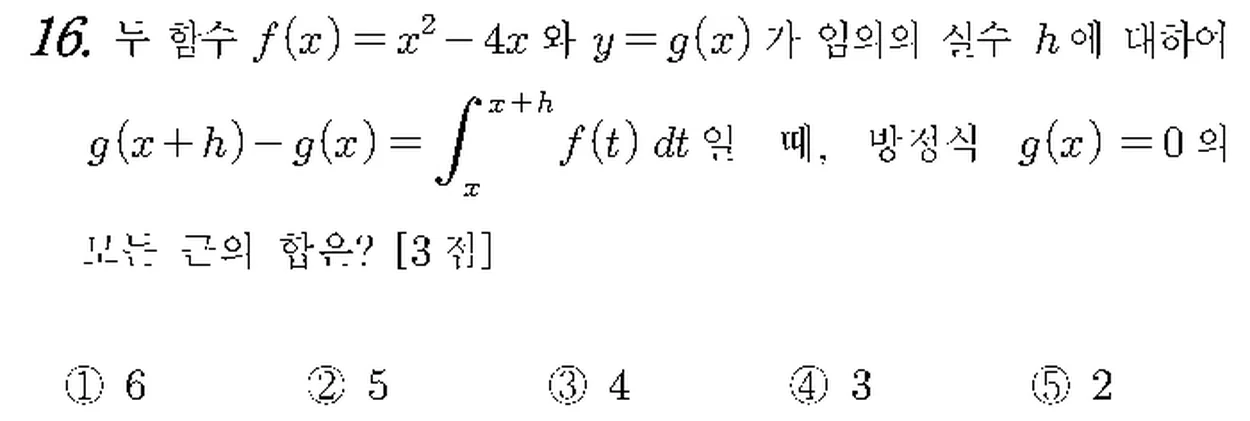 16. 두 함수 f(x)=x²-4x 와 y=g(x) 가 임의의 실수 h 에 대하여
g(x+h)-g(x)=∫ₓˣ⁺ʰ f(t) dt 일 때, 방정식 g(x)=0 의
모든 근의 합은? [3 점]
① 6 ② 5 ③ 4 ④ 3 ⑤ 2